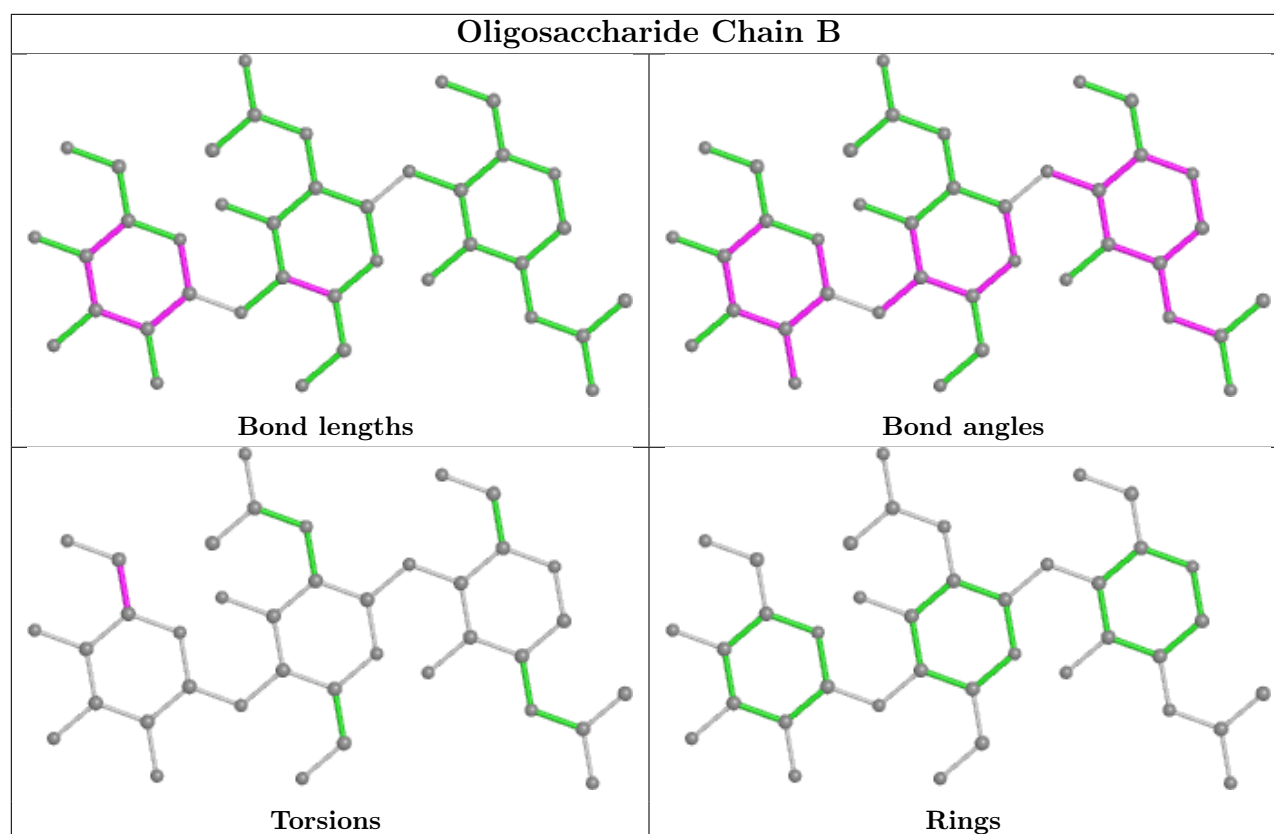 Oligosaccharide Chain B
Bond lengths
Bond angles
Torsions
Rings